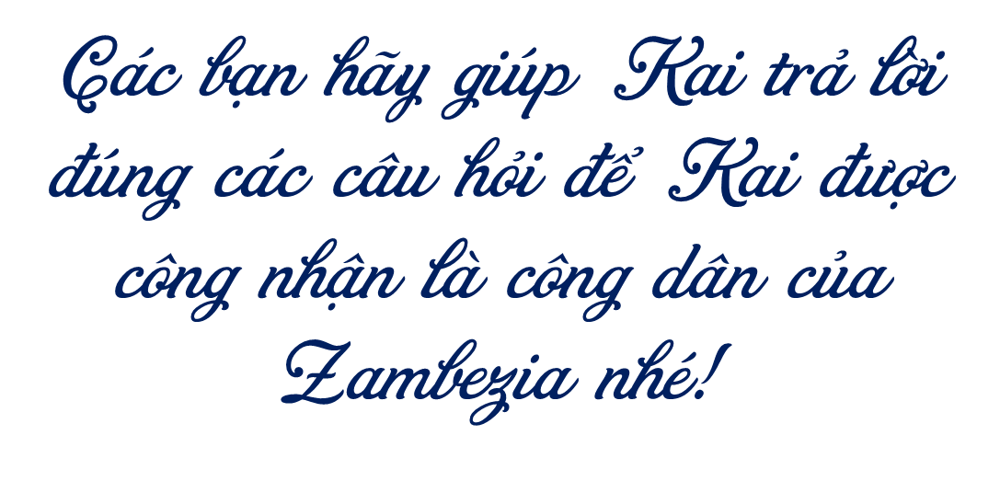 Các bạn hãy giúp Kai trả lời
đúng các câu hỏi để Kai được
công nhận là công dân của
Zambezia nhé!